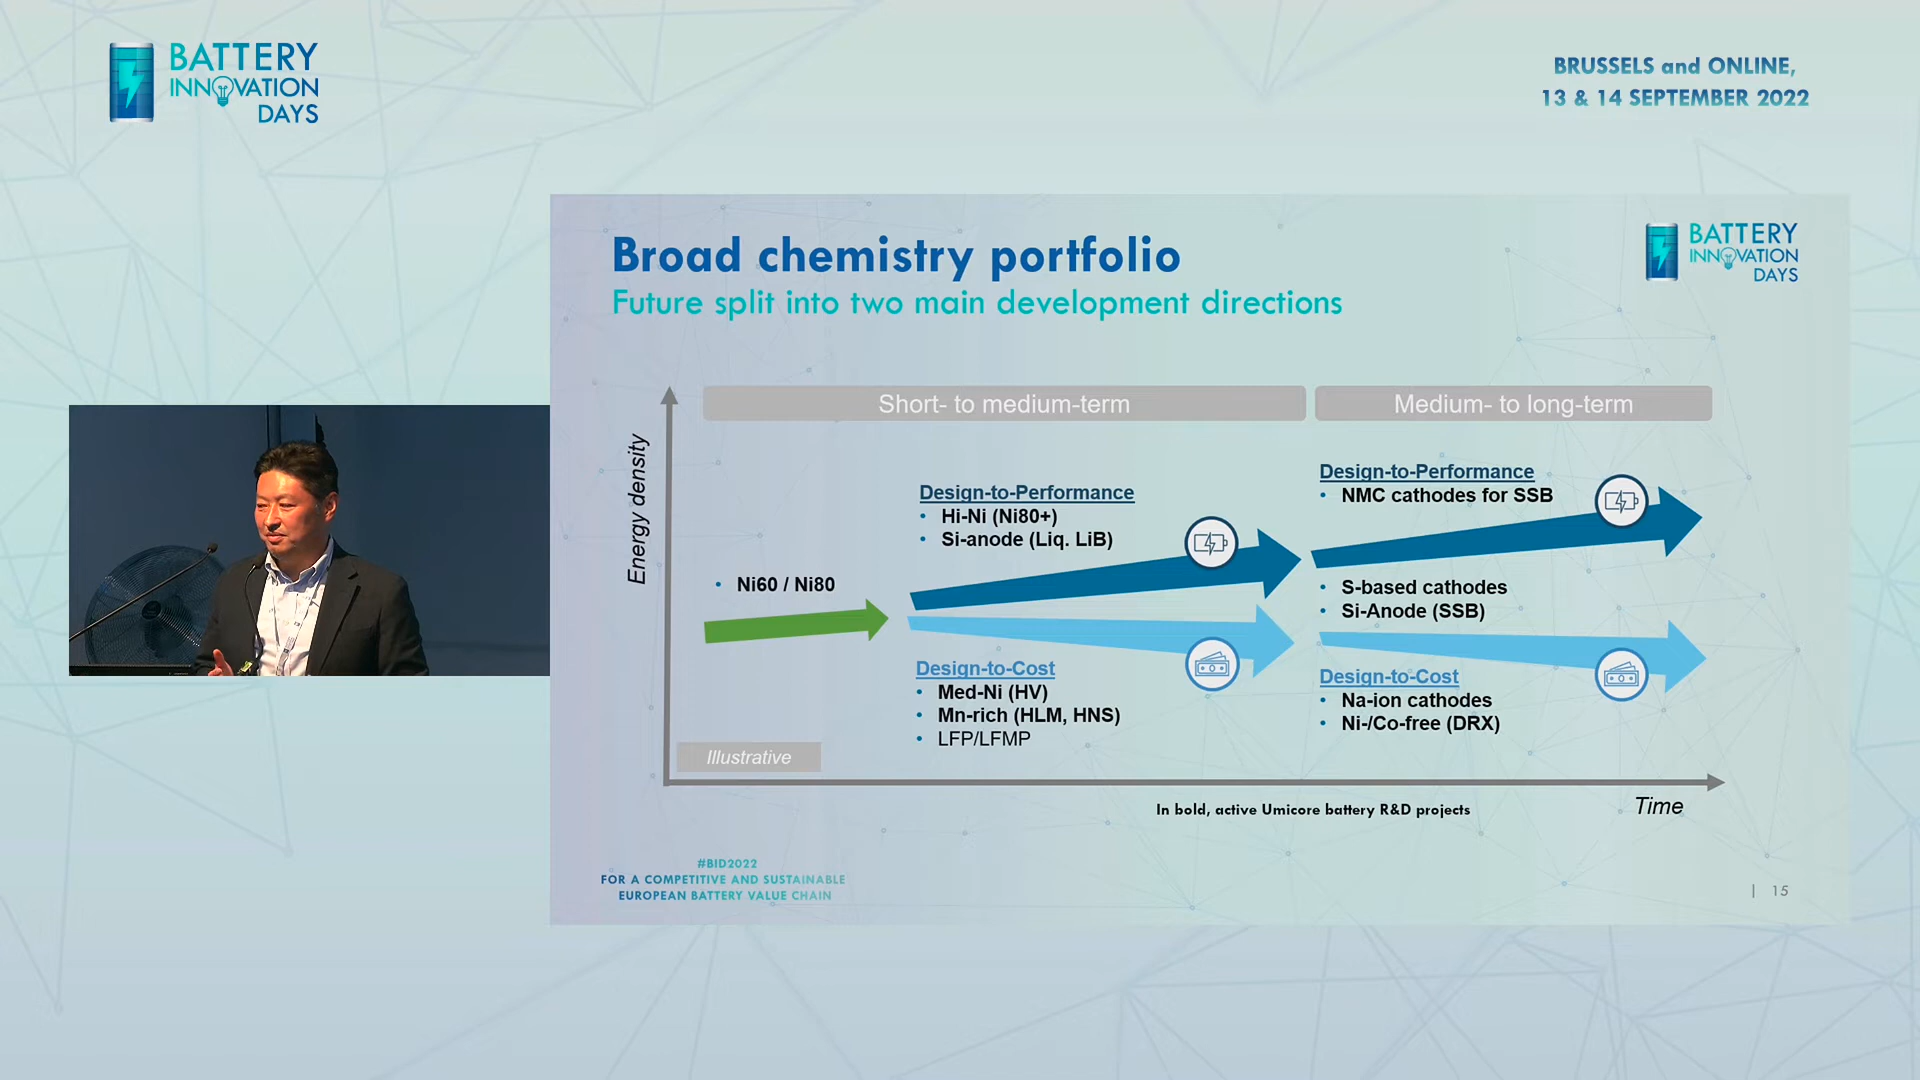 BATTERY
INNOVATION
DAYS
BRUSSELS and ONLINE,
13 & 14 SEPTEMBER 2022
Broad chemistry portfolio
Future split into two main development directions
BATTERY
INNOVATION
DAYS
Short- to medium-term
Medium- to long-term
Energy density
Design-to-Performance
• Hi-Ni (Ni80+)
• Si-anode (Liq. LiB)
Design-to-Performance
• NMC cathodes for SSB
• Ni60 / Ni80
• S-based cathodes
• Si-Anode (SSB)
Design-to-Cost
• Med-Ni (HV)
• Mn-rich (HLM, HNS)
• LFP/LFMP
Design-to-Cost
• Na-ion cathodes
• Ni-/Co-free (DRX)
Illustrative
In bold, active Umicore battery R&D projects
Time
#BID2022
FOR A COMPETITIVE AND SUSTAINABLE
EUROPEAN BATTERY VALUE CHAIN
| 15